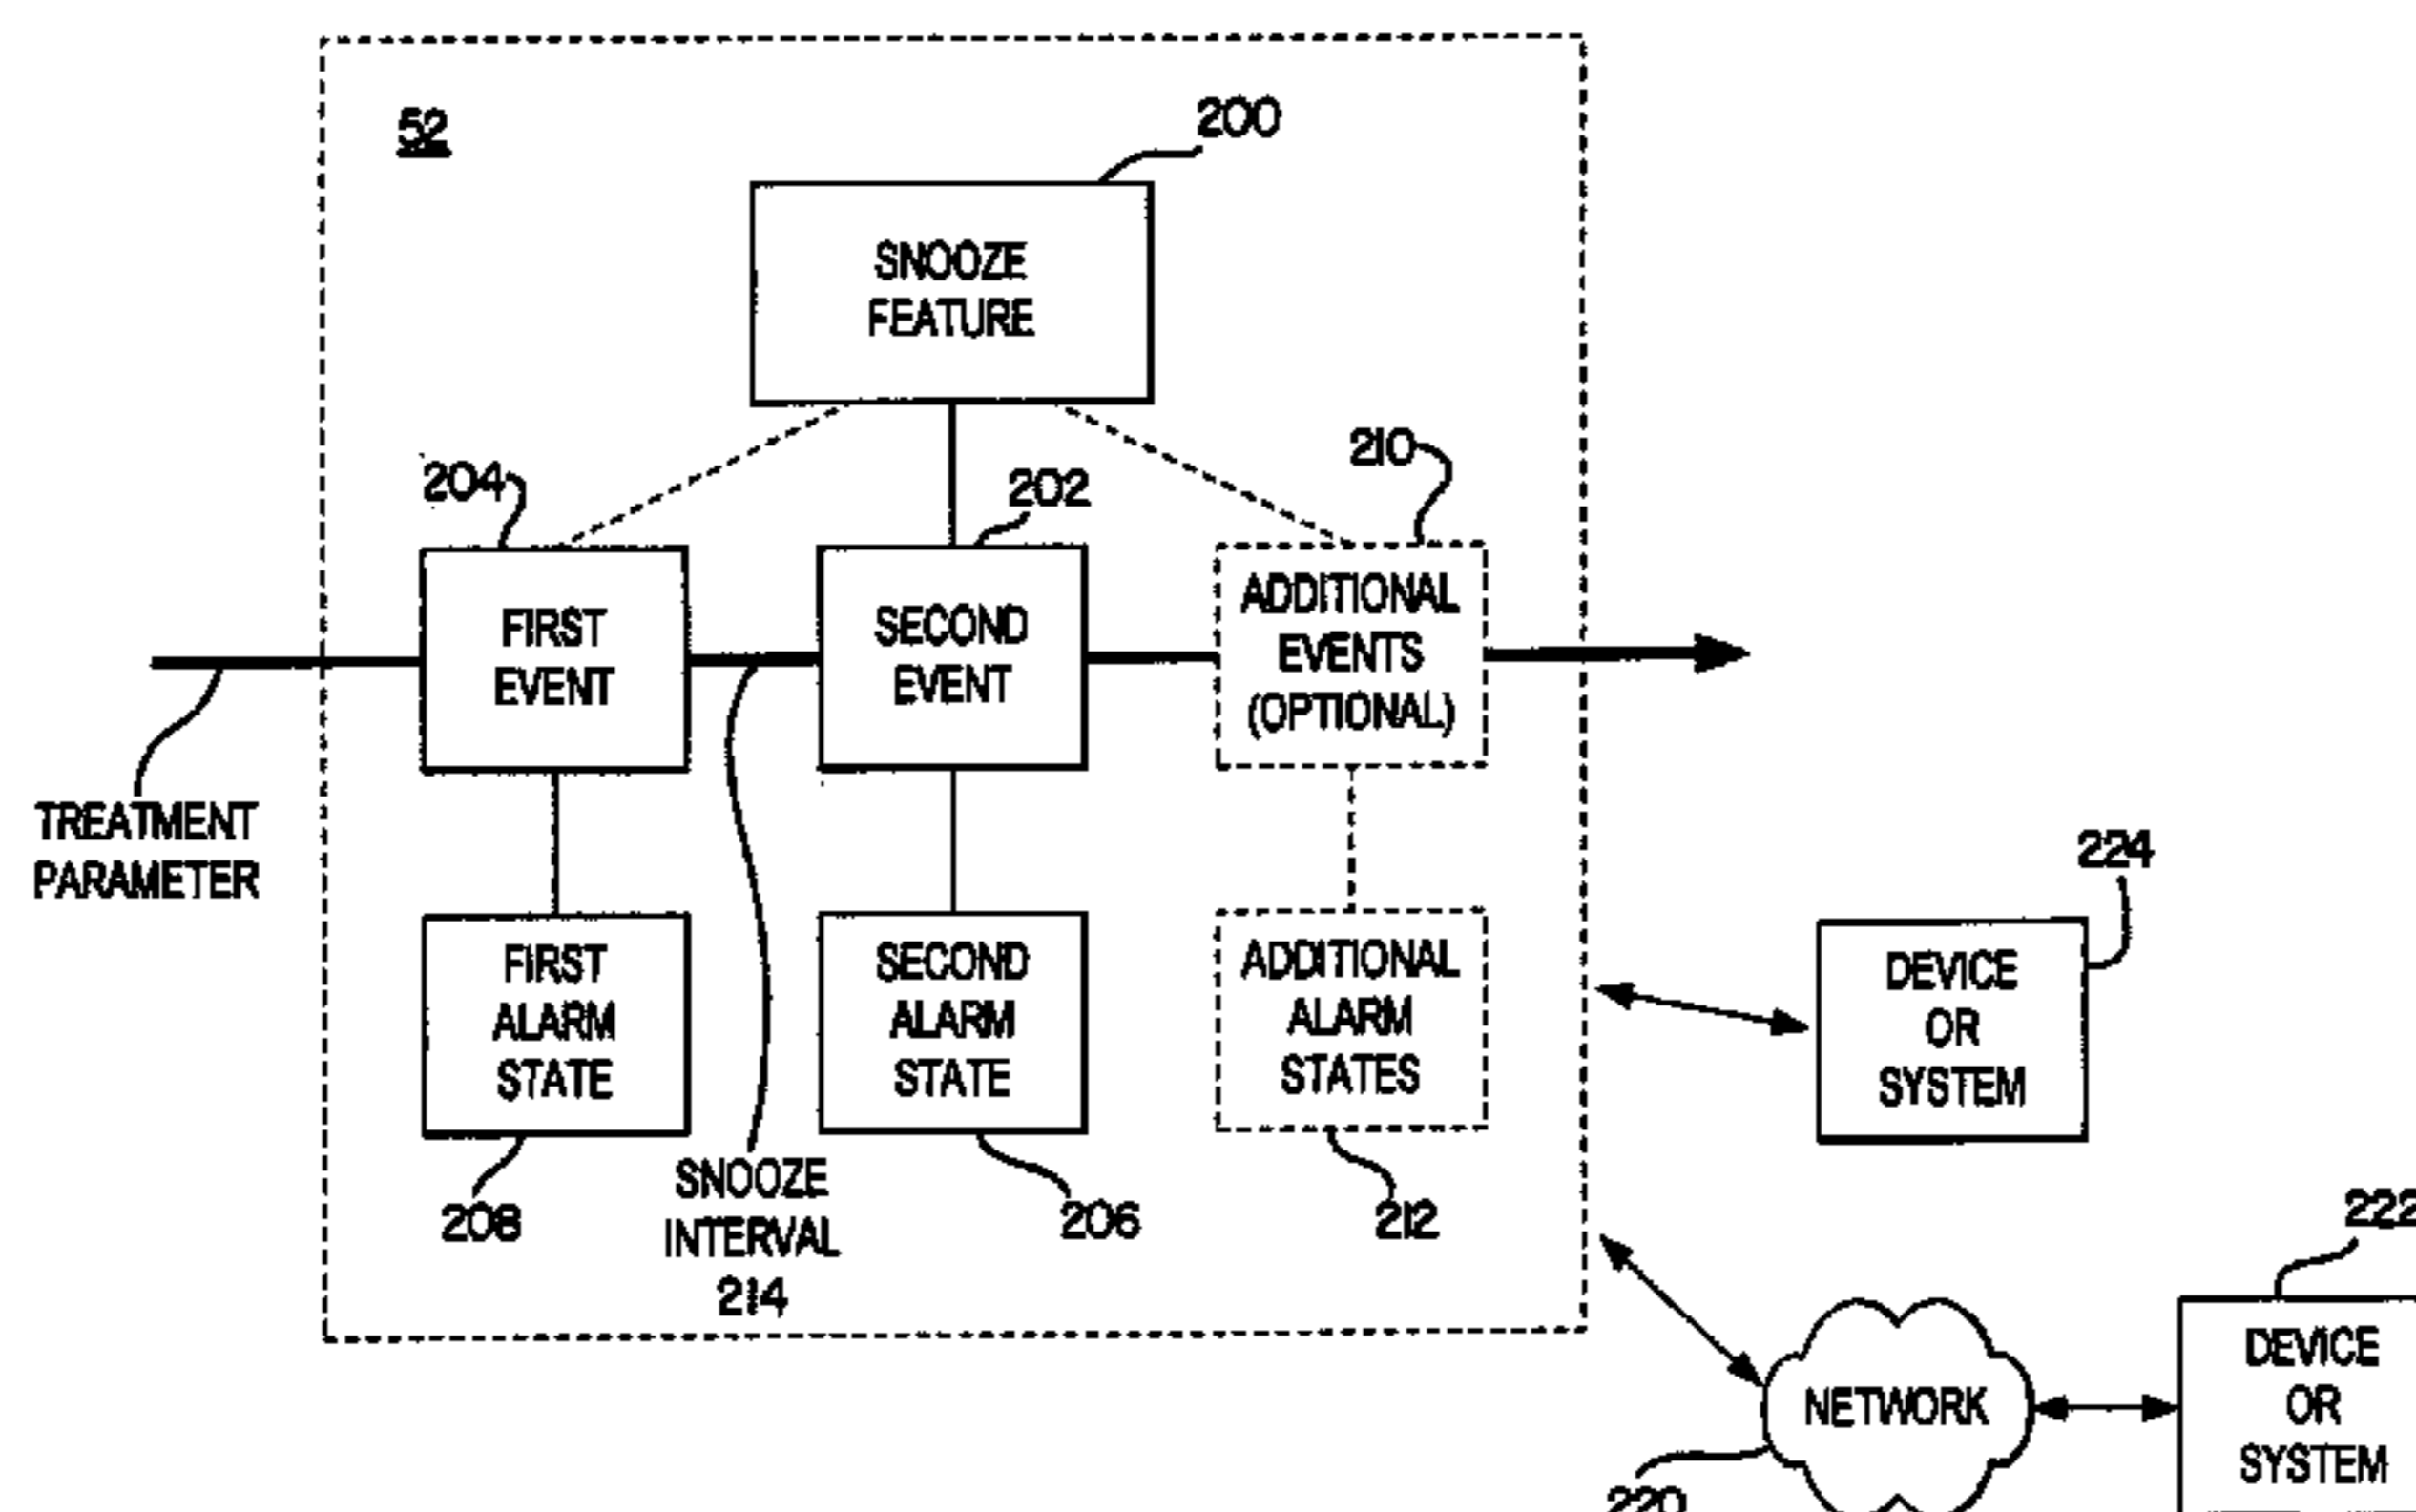 52
200
SNOOZE
FEATURE
210
204
202
FIRST
EVENT
SECOND
EVENT
ADDITIONAL
EVENTS
(OPTIONAL)
TREATMENT
PARAMETER
FIRST
ALARM
STATE
SECOND
ALARM
STATE
ADDITIONAL
ALARM
STATES
224
DEVICE
OR
SYSTEM
208
SNOOZE
INTERVAL
214
206
212
222
DEVICE
OR
SYSTEM
NETWORK
220